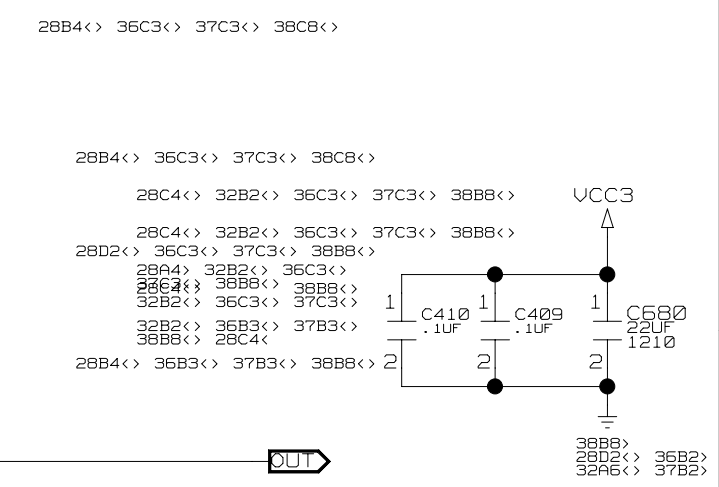 28B4<> 36C3<> 37C3<> 38C8<>
28B4<> 36C3<> 37C3<> 38C8<>
28C4<> 32B2<> 36C3<> 37C3<> 38B8<>
VCC3
28C4<> 32B2<> 36C3<> 37C3<> 38B8<>
28D2<> 36C3<> 37C3<> 38B8<>
28A4> 32B2<> 36C3<>
37C3<> 38B8<>
28C4<> 38B8<>
32B2<> 36C3<> 37C3<>
1 1 1
C410 C409 C680
.1UF .1UF 22UF
1210
32B2<> 36B3<> 37B3<>
38B8<> 28C4<
28B4<> 36B3<> 37B3<> 38B8<>
2 2 2
38B8>
28D2<> 36B2>
32A6<> 37B2>
OUT